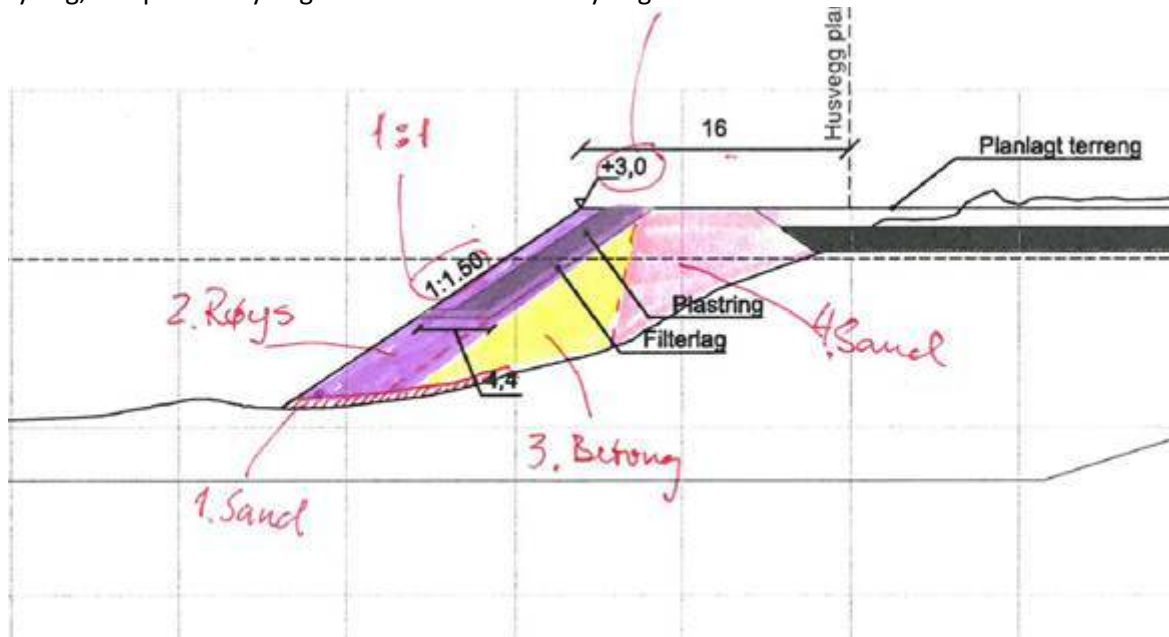 Husvegg plan
1:1
16
+3,0
Planlagt terreng
1:1.50
2. Røys
Plastring
Filterlag
4. Sand
4,4
3. Betong
1. Sand